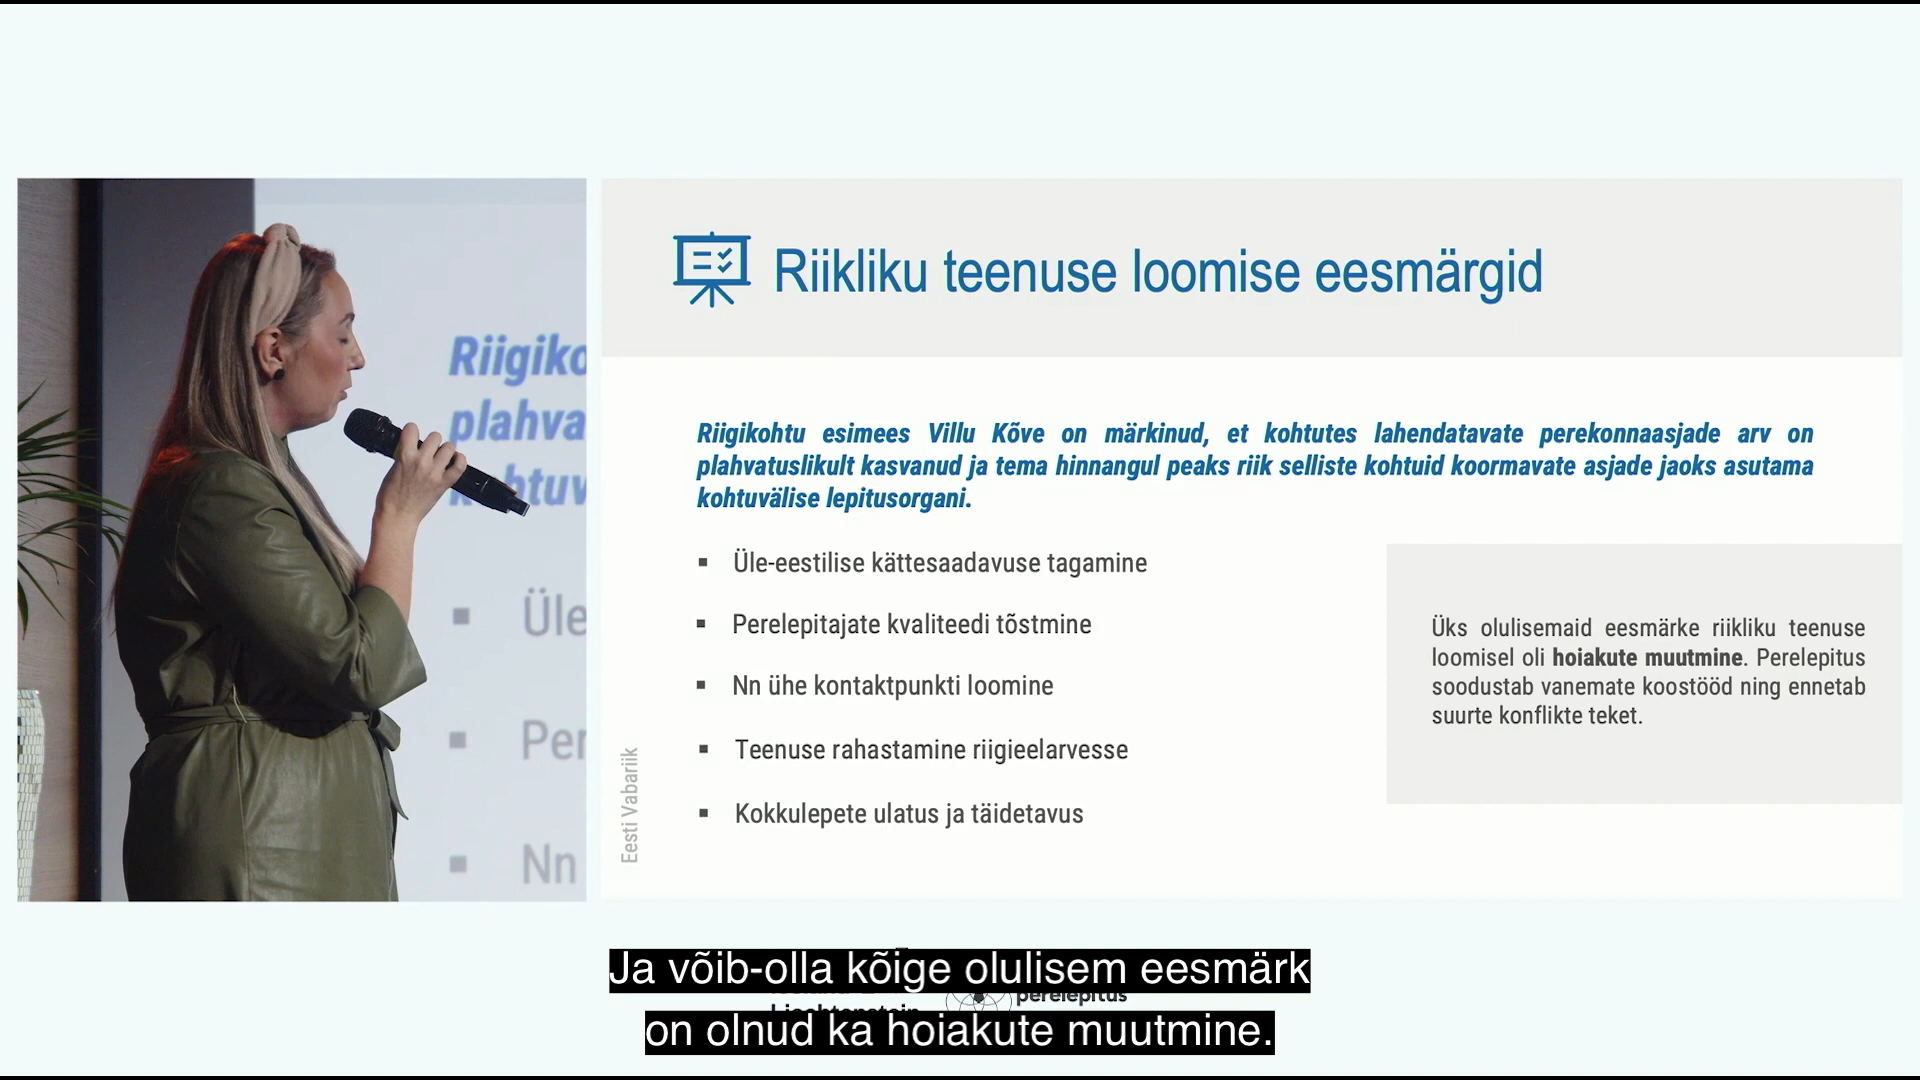 Riigiko
plahva
kohtuv
Üle
Per
Nn
Riikliku teenuse loomise eesmärgid
Riigikohtu esimees Villu Kõve on märkinud, et kohtutes lahendatavate perekonnaasjade arv on
plahvatuslikult kasvanud ja tema hinnangul peaks riik selliste kohtuid koormavate asjade jaoks asutama
kohtuvälise lepitusorgani.
▪ Üle-eestilise kättesaadavuse tagamine
▪ Perelepitajate kvaliteedi tõstmine
▪ Nn ühe kontaktpunkti loomine
▪ Teenuse rahastamine riigieelarvesse
▪ Kokkulepete ulatus ja täidetavus
Üks olulisemaid eesmärke riikliku teenuse
loomisel oli hoiakute muutmine. Perelepitus
soodustab vanemate koostööd ning ennetab
suurte konflikte teket.
Eesti Vabariik
Ja võib-olla kõige olulisem eesmärk
on olnud ka hoiakute muutmine.
Liechtenstein
perelepitus